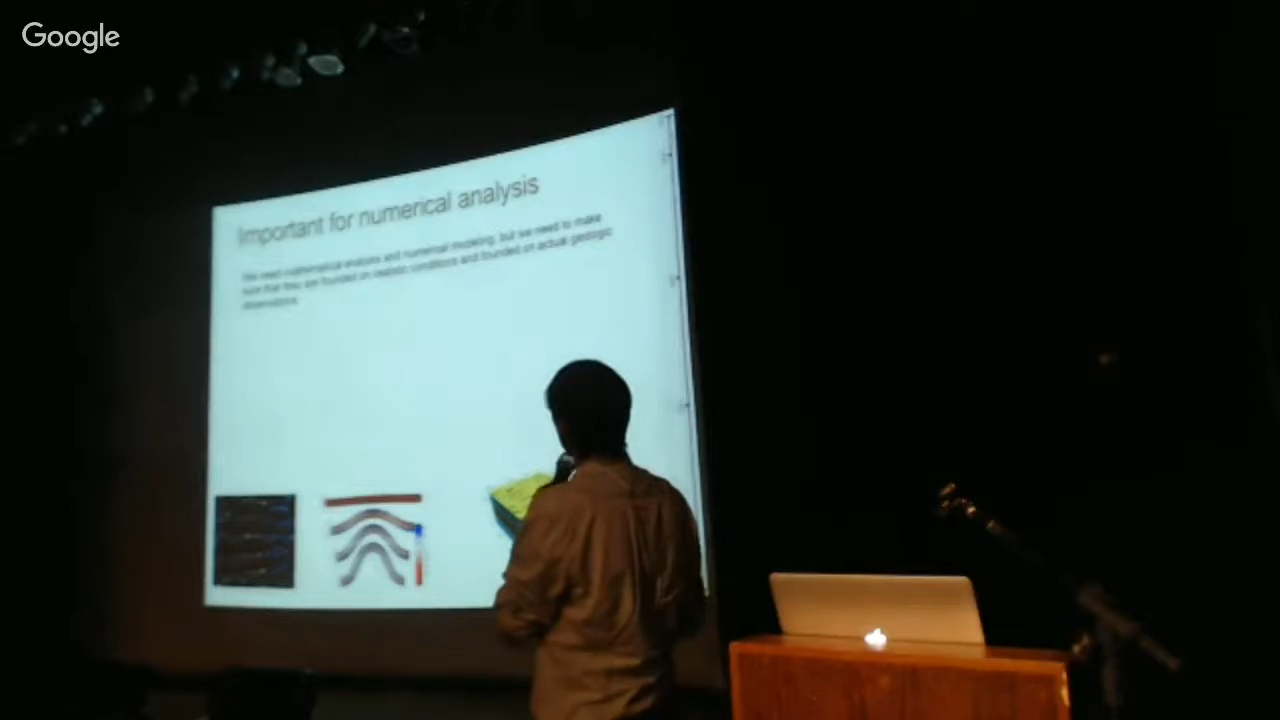 Google
Important for numerical analysis
We need mathematical analysis and numerical modeling, but we need to make
sure that they are founded on realistic conditions and founded on actual geologic
observations